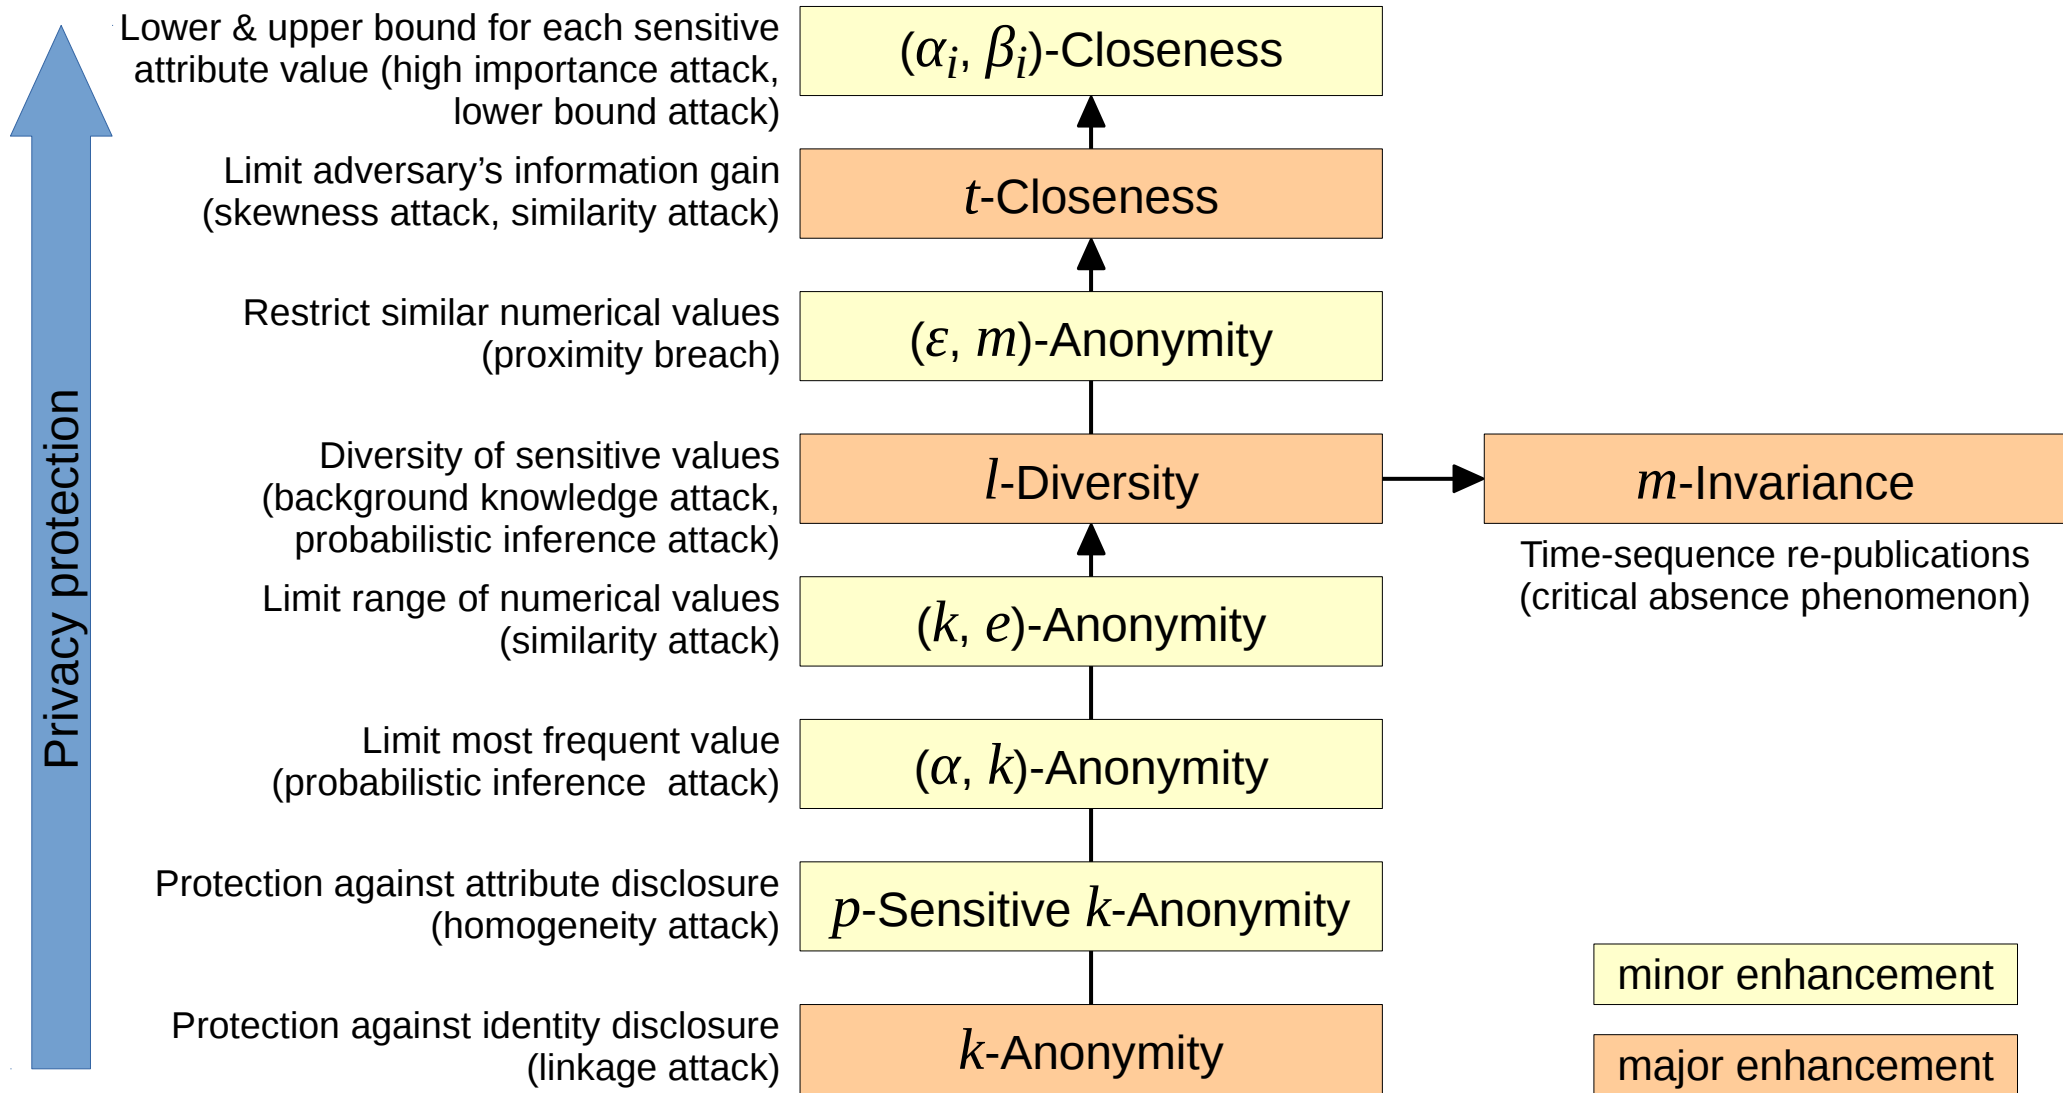 Lower & upper bound for each sensitive
attribute value (high importance attack,
lower bound attack)
(αi, βi)-Closeness
Limit adversary’s information gain
(skewness attack, similarity attack)
t-Closeness
Restrict similar numerical values
(proximity breach)
(ε, m)-Anonymity
Diversity of sensitive values
(background knowledge attack,
probabilistic inference attack)
l-Diversity
m-Invariance
Time-sequence re-publications
(critical absence phenomenon)
Limit range of numerical values
(similarity attack)
(k, e)-Anonymity
Limit most frequent value
(probabilistic inference  attack)
(α, k)-Anonymity
Protection against attribute disclosure
(homogeneity attack)
p-Sensitive k-Anonymity
Protection against identity disclosure
(linkage attack)
k-Anonymity
Privacy protection
minor enhancement
major enhancement